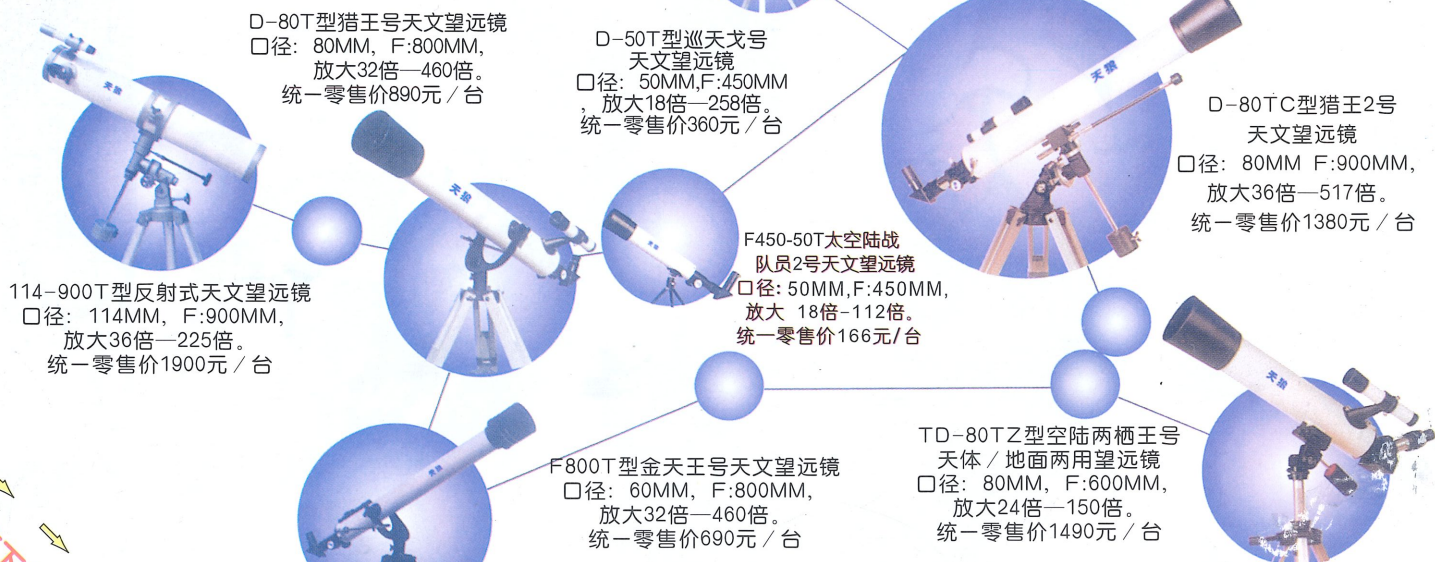 D-80T型猎王号天文望远镜
口径：80MM，F:800MM，
放大32倍—460倍。
统一零售价890元／台
D-50T型巡天戈号
天文望远镜
口径：50MM,F:450MM
，放大18倍—258倍。
统一零售价360元／台
D-80TC型猎王2号
天文望远镜
口径：80MM F:900MM，
放大36倍—517倍。
统一零售价1380元／台
114-900T型反射式天文望远镜
口径：114MM，F:900MM，
放大36倍—225倍。
统一零售价1900元／台
F450-50T太空陆战
队员2号天文望远镜
口径：50MM,F:450MM，
放大 18倍-112倍。
统一零售价166元/台
F800T型金天王号天文望远镜
口径：60MM，F:800MM，
放大32倍—460倍。
统一零售价690元／台
TD-80TZ型空陆两栖王号
天体／地面两用望远镜
口径：80MM，F:600MM，
放大24倍—150倍。
统一零售价1490元／台
天狼
天狼
天狼
天狼
天狼
天狼